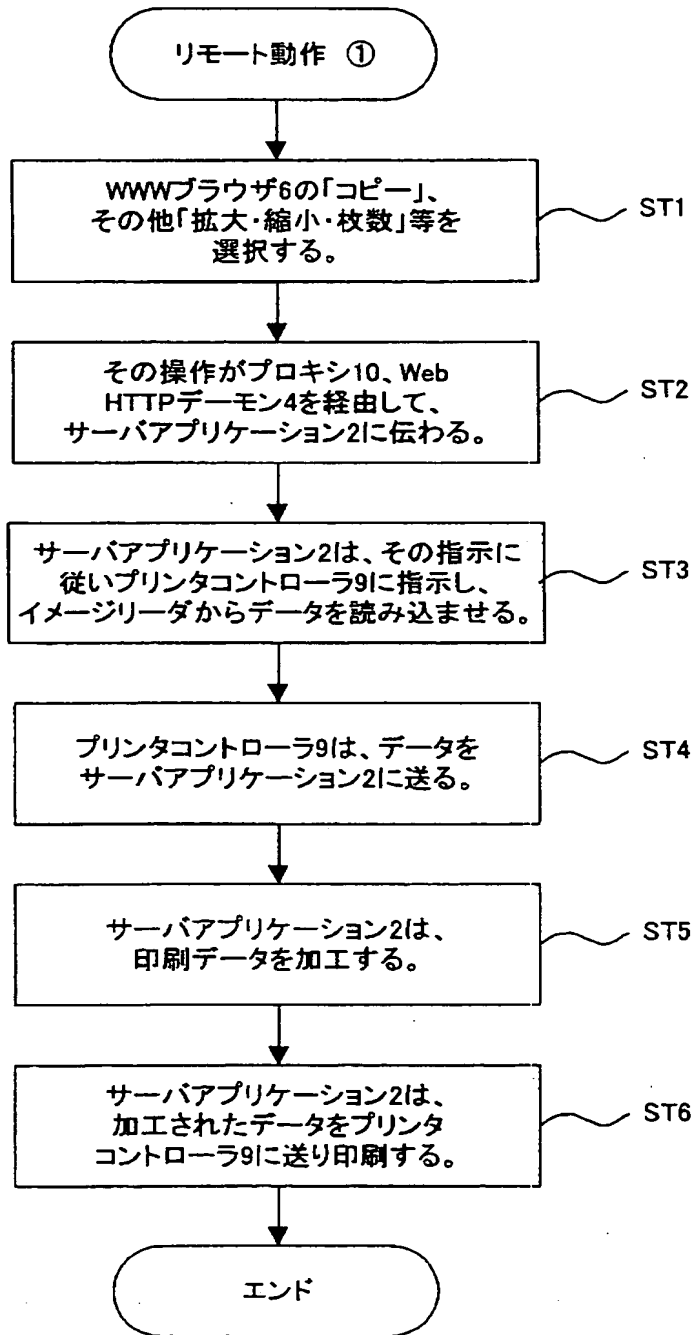 リモート動作 ①
WWWブラウザ6の「コピー」、
その他「拡大・縮小・枚数」等を
選択する。
ST1
その操作がプロキシ10、Web
HTTPデーモン4を経由して、
サーバアプリケーション2に伝わる。
ST2
サーバアプリケーション2は、その指示に
従いプリンタコントローラ9に指示し、
イメージリーダからデータを読み込ませる。
ST3
プリンタコントローラ9は、データを
サーバアプリケーション2に送る。
ST4
サーバアプリケーション2は、
印刷データを加工する。
ST5
サーバアプリケーション2は、
加工されたデータをプリンタ
コントローラ9に送り印刷する。
ST6
エンド